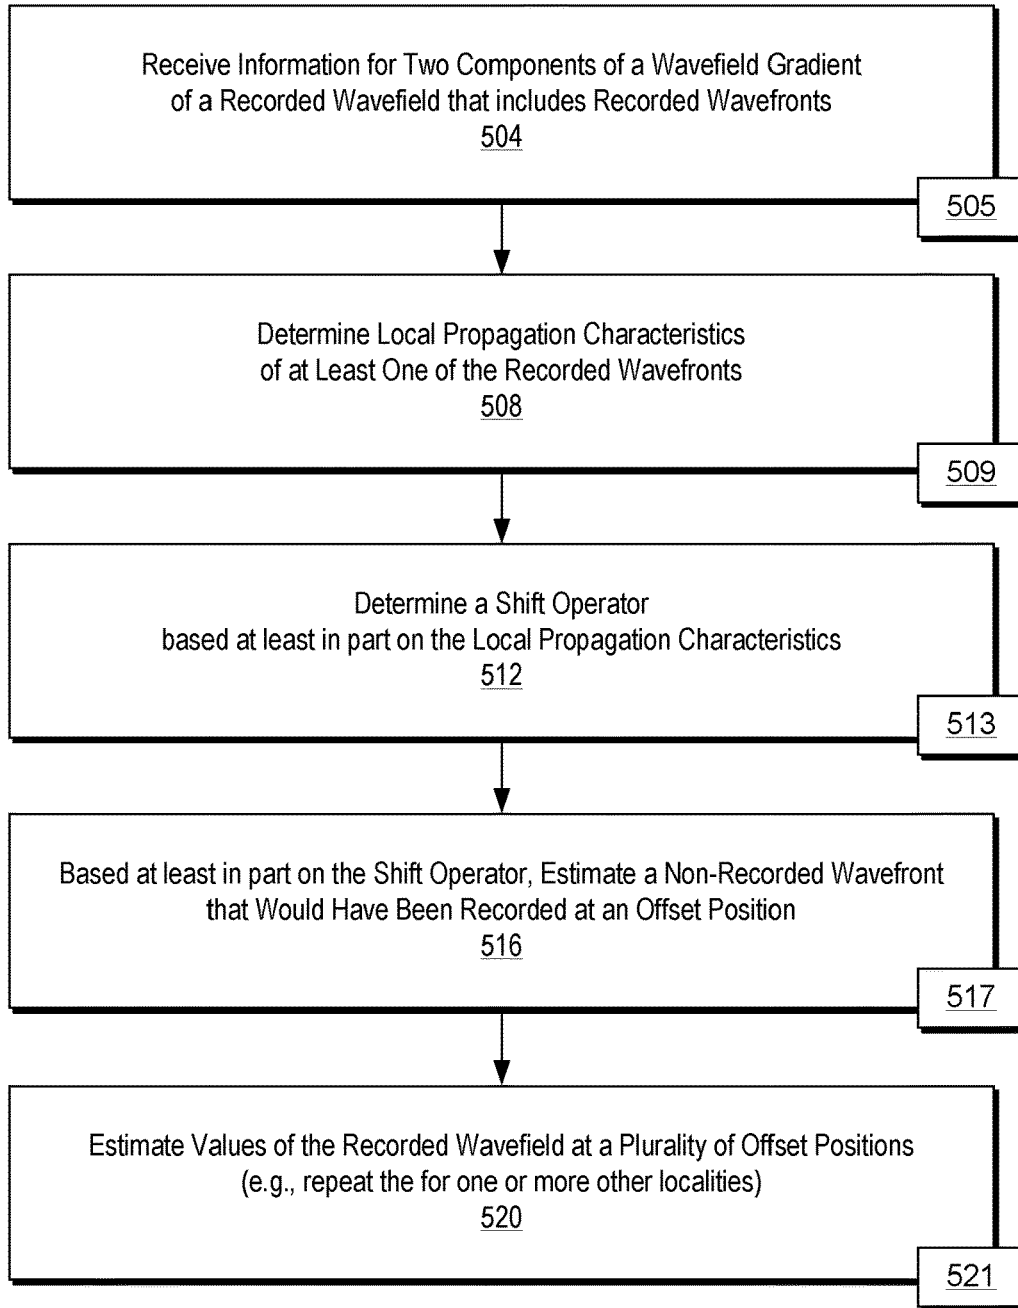 Receive Information for Two Components of a Wavefield Gradient
of a Recorded Wavefield that includes Recorded Wavefronts
504
505
Determine Local Propagation Characteristics
of at Least One of the Recorded Wavefronts
508
509
Determine a Shift Operator
based at least in part on the Local Propagation Characteristics
512
513
Based at least in part on the Shift Operator, Estimate a Non-Recorded Wavefront
that Would Have Been Recorded at an Offset Position
516
517
Estimate Values of the Recorded Wavefield at a Plurality of Offset Positions
(e.g., repeat the for one or more other localities)
520
521